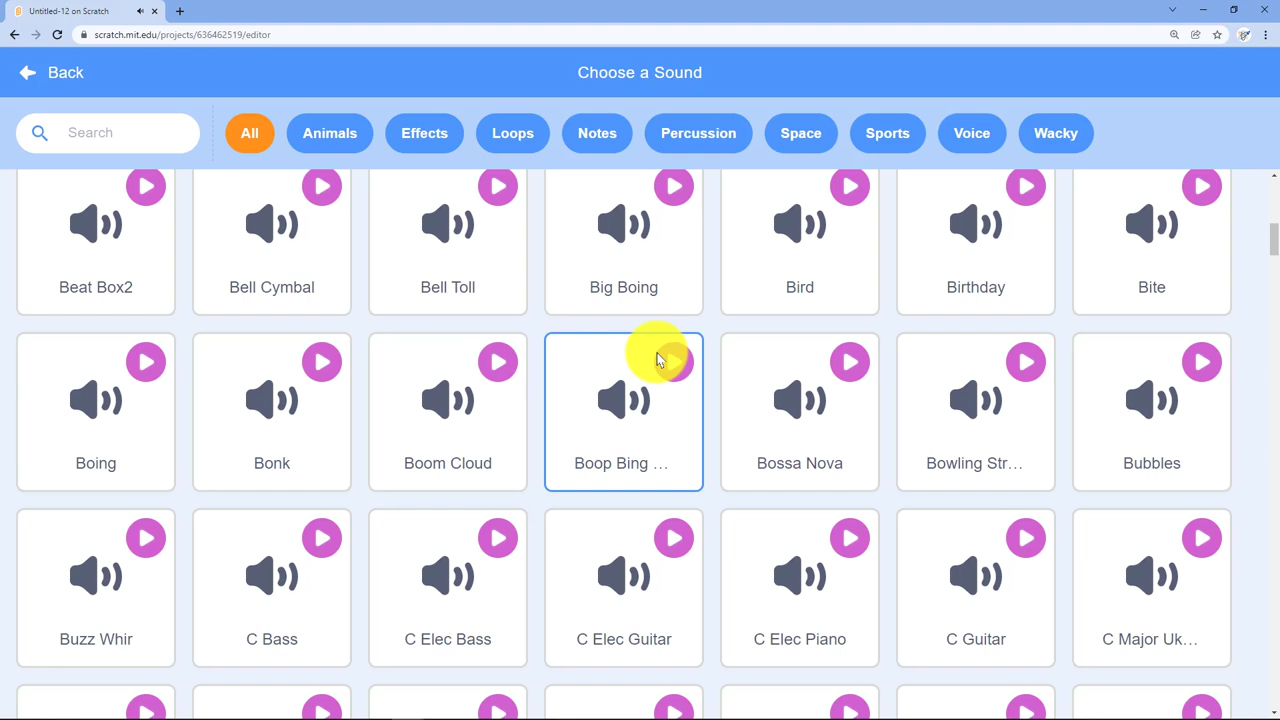 Untitled-12 on Scratch
scratch.mit.edu/projects/636462519/editor
Back
Choose a Sound
Search
All
Animals
Effects
Loops
Notes
Percussion
Space
Sports
Voice
Wacky
Beat Box2
Bell Cymbal
Bell Toll
Big Boing
Bird
Birthday
Bite
Boing
Bonk
Boom Cloud
Boop Bing ...
Bossa Nova
Bowling Str...
Bubbles
Buzz Whir
C Bass
C Elec Bass
C Elec Guitar
C Elec Piano
C Guitar
C Major Uk...